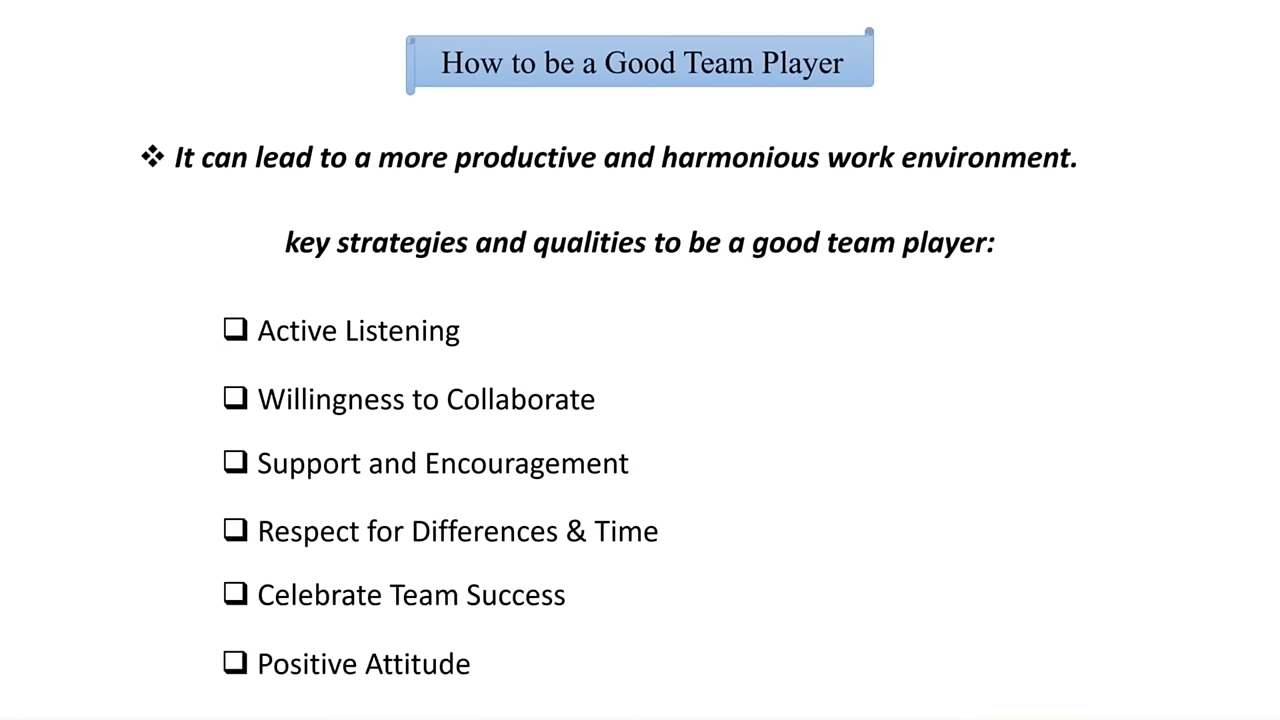 How to be a Good Team Player
❖ It can lead to a more productive and harmonious work environment.
key strategies and qualities to be a good team player:
❑ Active Listening
❑ Willingness to Collaborate
❑ Support and Encouragement
❑ Respect for Differences & Time
❑ Celebrate Team Success
❑ Positive Attitude